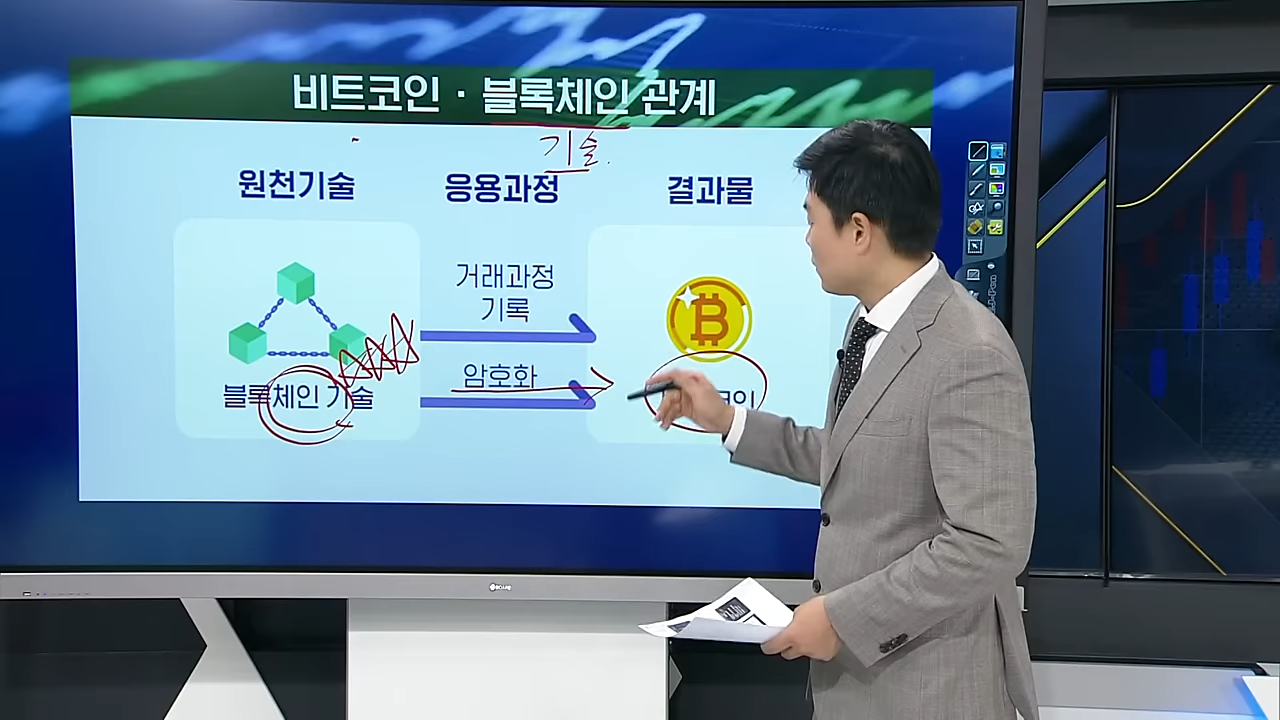 비트코인 · 블록체인 관계
기술.
원천기술
응용과정
결과물
거래과정
기록
암호화
블록체인 기술
코인